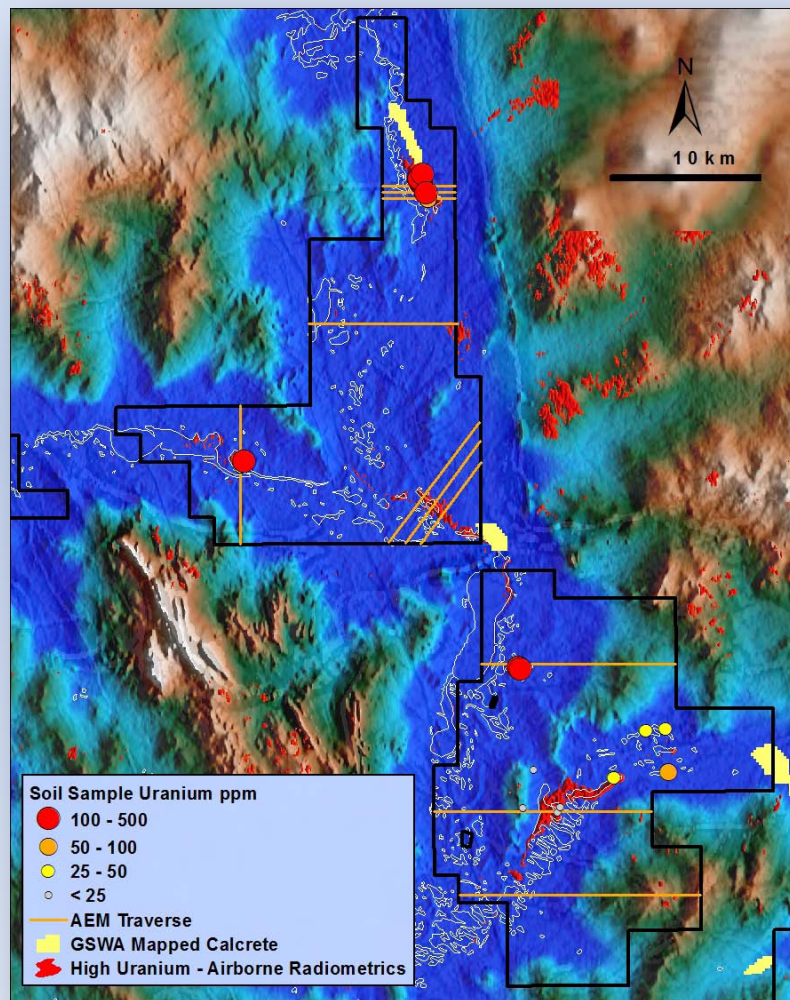 N
10 km
Soil Sample Uranium ppm
100 - 500
50 - 100
25 - 50
< 25
AEM Traverse
GSWA Mapped Calcrete
High Uranium - Airborne Radiometrics